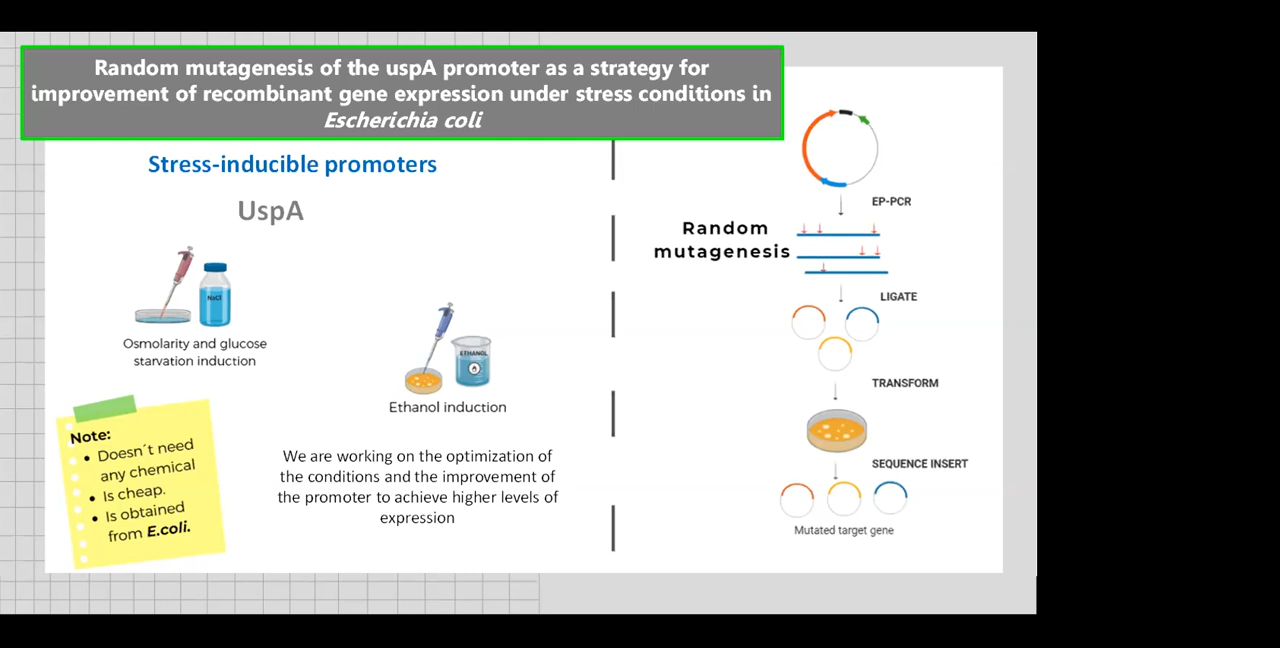 Random mutagenesis of the uspA promoter as a strategy for
improvement of recombinant gene expression under stress conditions in
Escherichia coli
Stress-inducible promoters
UspA
NaCl
Osmolarity and glucose
starvation induction
ETHANOL
Ethanol induction
Note:
• Doesn´t need
any chemical
• Is cheap.
• Is obtained
from E.coli.
We are working on the optimization of
the conditions and the improvement of
the promoter to achieve higher levels of
expression
Random
mutagenesis
EP-PCR
LIGATE
TRANSFORM
SEQUENCE INSERT
Mutated target gene